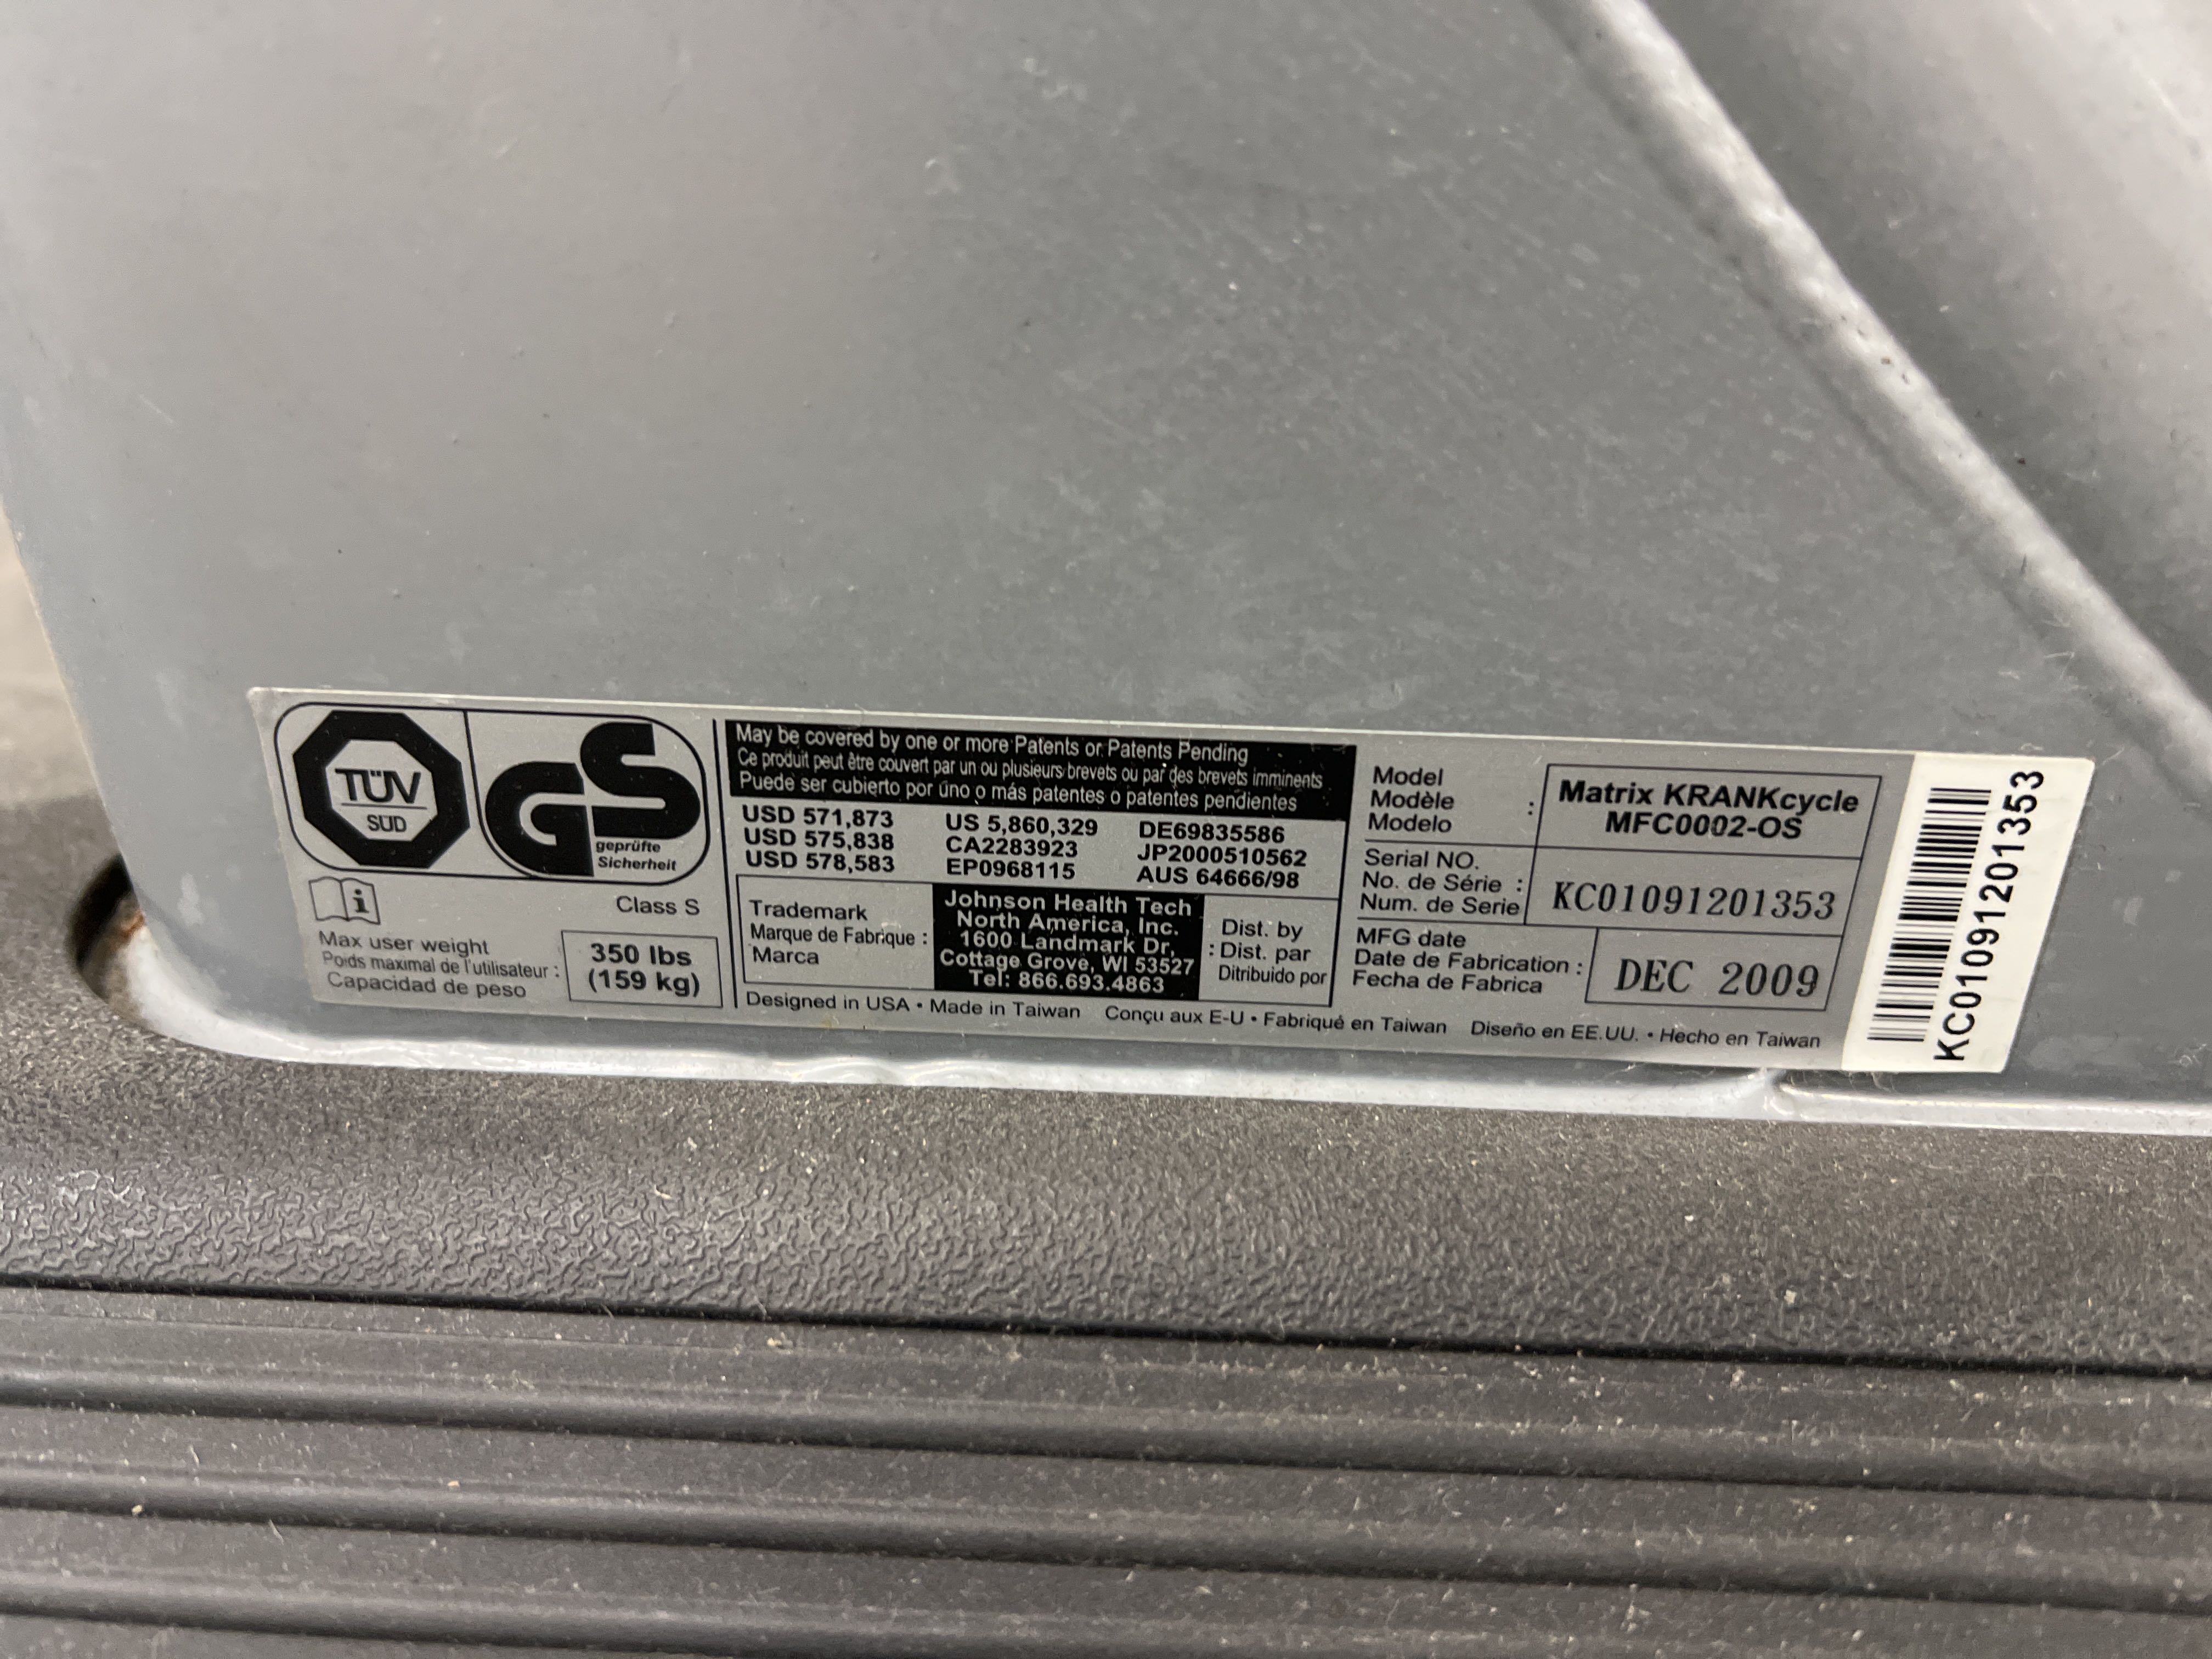 TÜV
SÜD
GS
geprüfte
Sicherheit
i
Class S
Max user weight
Poids maximal de l'utilisateur :
Capacidad de peso
350 lbs
(159 kg)
May be covered by one or more Patents or Patents Pending
Ce produit peut être couvert par un ou plusieurs brevets ou par des brevets imminents
Puede ser cubierto por uno o más patentes o patentes pendientes
USD 571,873 US 5,860,329 DE69835586
USD 575,838 CA2283923 JP2000510562
USD 578,583 EP0968115 AUS 64666/98
Trademark
Marque de Fabrique :
Marca
Johnson Health Tech
North America, Inc.
1600 Landmark Dr,
Cottage Grove, WI 53527
Tel: 866.693.4863
Dist. by
: Dist. par
Ditribuido por
Designed in USA • Made in Taiwan Conçu aux E-U • Fabriqué en Taiwan Diseño en EE.UU. • Hecho en Taiwan
Model
Modèle :
Modelo
Matrix KRANKcycle
MFC0002-OS
Serial NO.
No. de Série :
Num. de Serie
KC01091201353
MFG date
Date de Fabrication :
Fecha de Fabrica
DEC 2009
KC01091201353